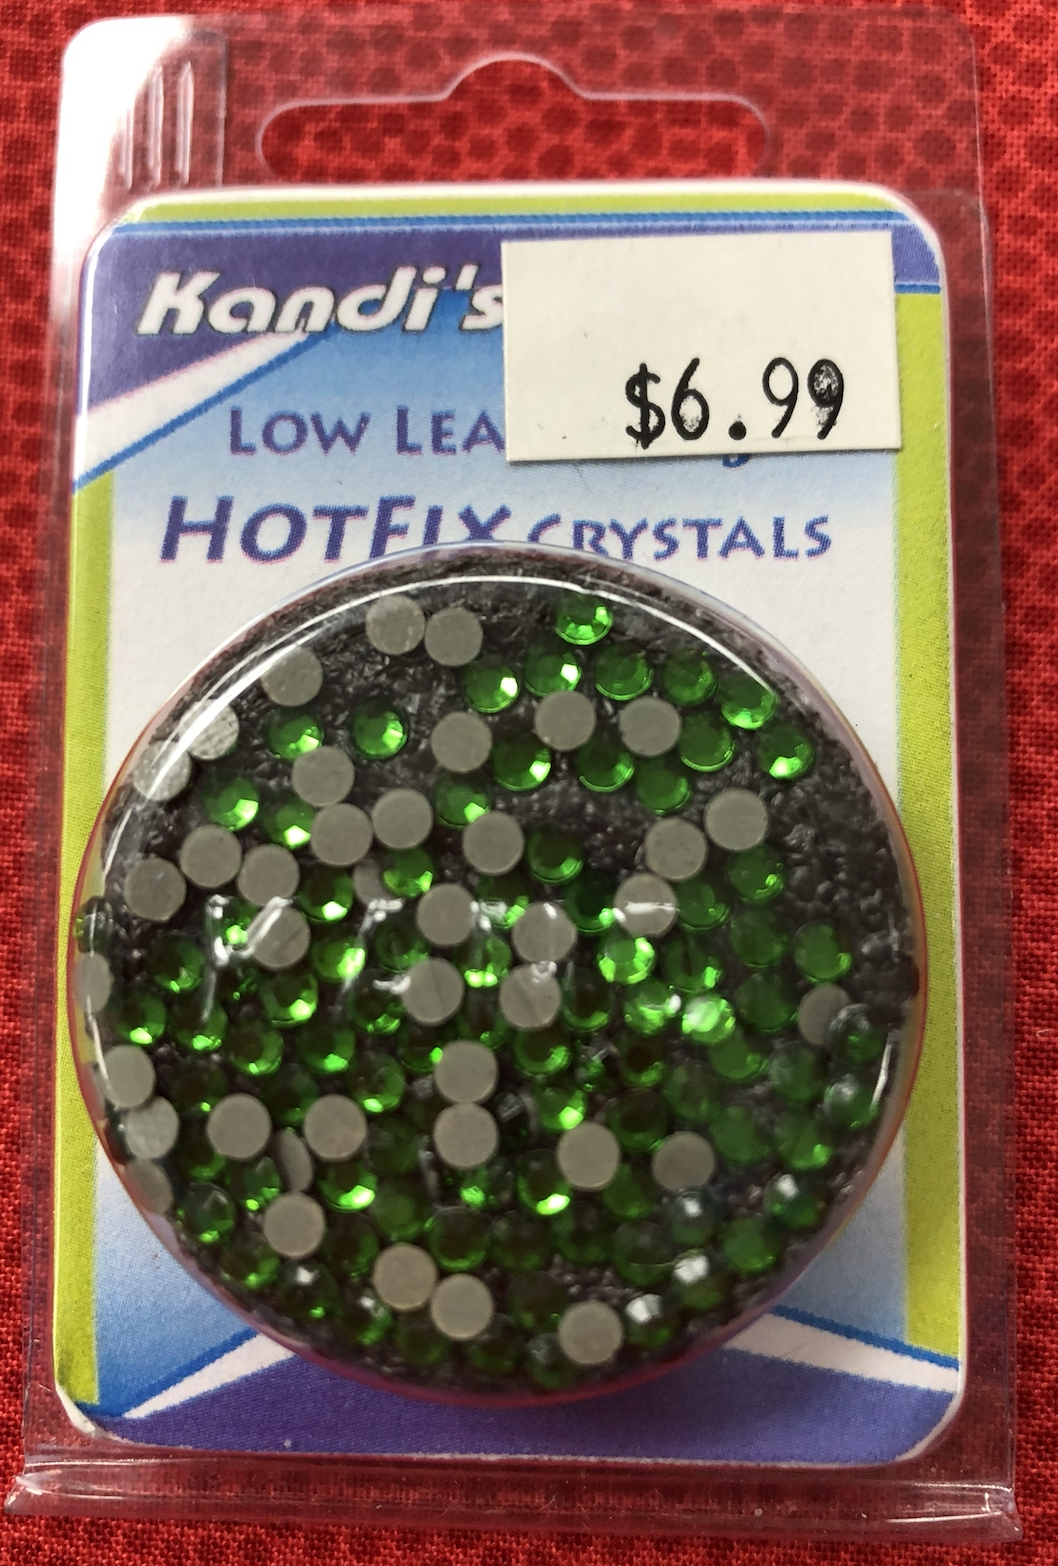 Kandi's
$6.99
LOW LEA
HOTFIX CRYSTALS